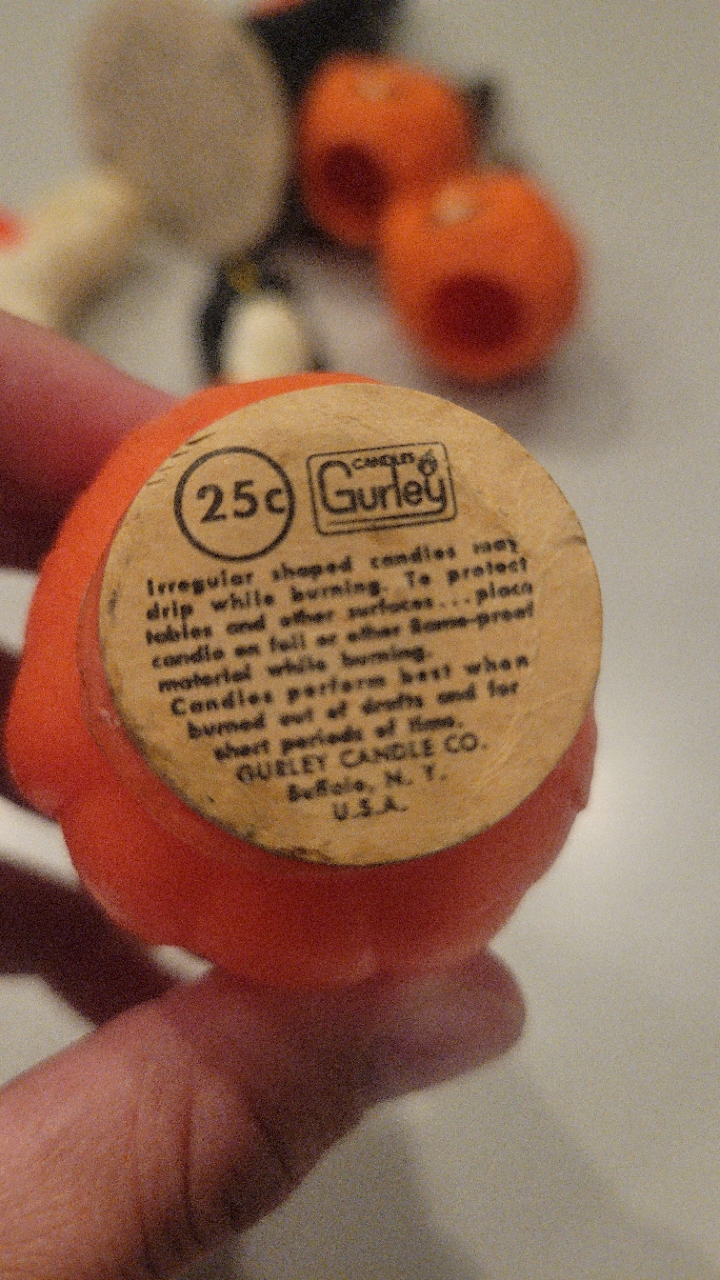 25c
CANDLES
Gurley
Irregular shaped candles may
drip while burning. To protect
tables and other surfaces...place
candle on foil or other flame-proof
material while burning.
Candles perform best when
burned out of drafts and for
short periods of time.
GURLEY CANDLE CO.
Buffalo, N. Y.
U.S.A.